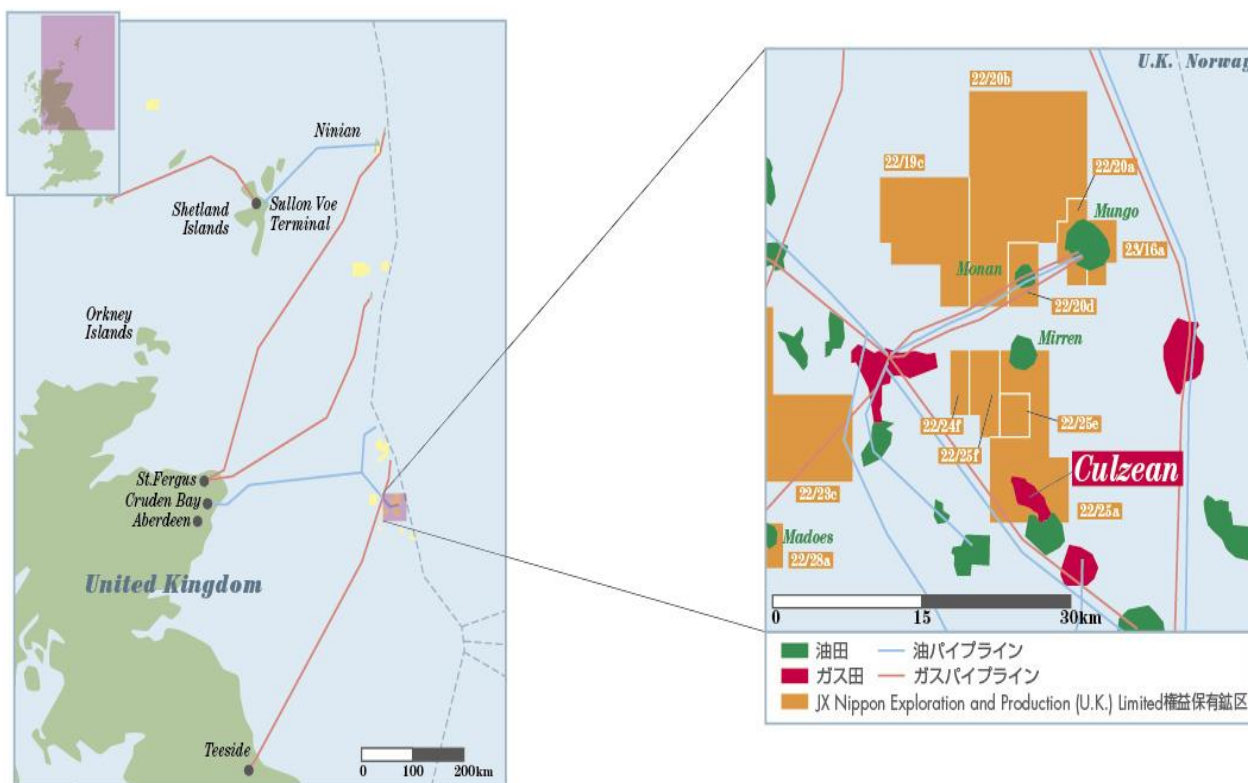 Ninian
Shetland
Islands
Sullon Voe
Terminal
Orkney
Islands
St.Fergus
Cruden Bay
Aberdeen
United Kingdom
Teeside
0 100 200km
U.K. Norway
22/20b
22/19c
22/20a
Mungo
23/16a
Monan
22/20d
Mirren
22/24f
22/25e
22/25f
Culzean
22/23c
22/25a
Madoes
22/28a
0 15 30km
油田 油パイプライン
ガス田 ガスパイプライン
JX Nippon Exploration and Production (U.K.) Limited権益保有鉱区